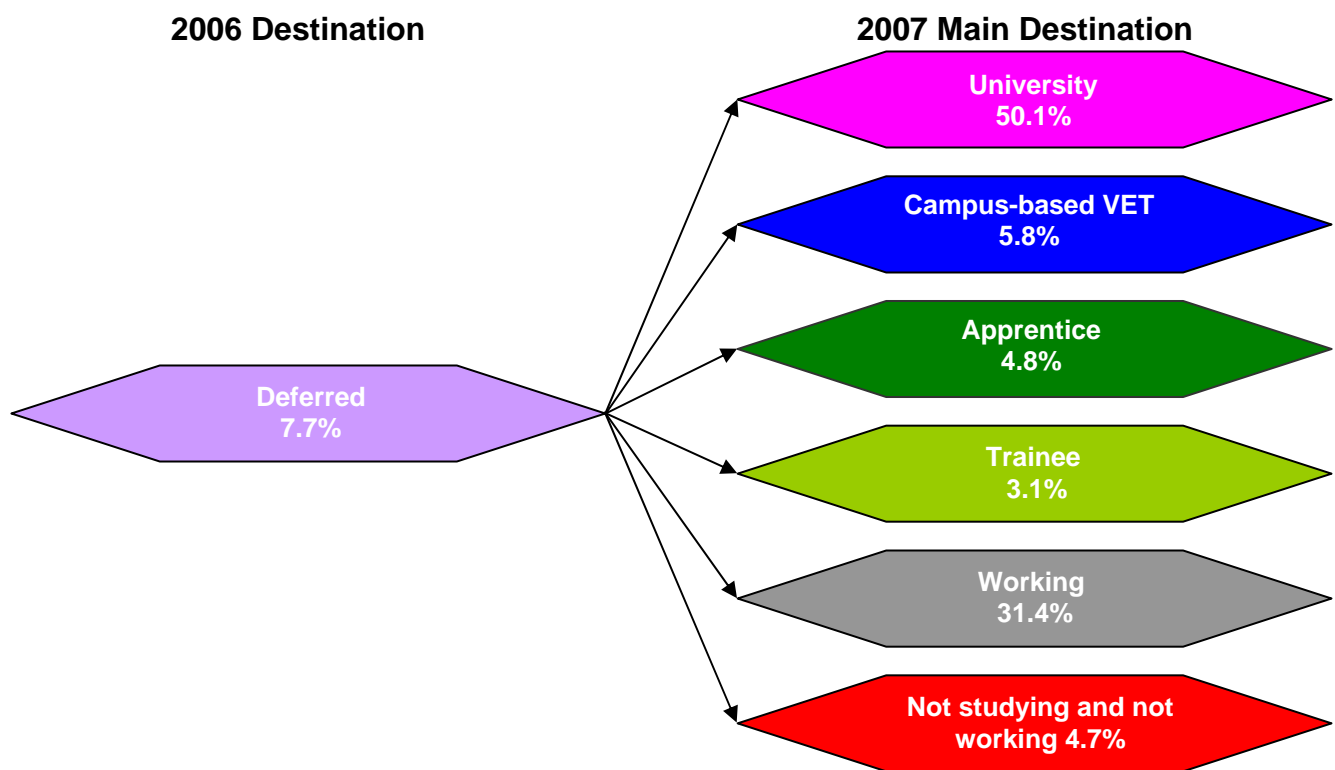 2006 Destination
2007 Main Destination
University
50.1%
Campus-based VET
5.8%
Apprentice
4.8%
Deferred
7.7%
Trainee
3.1%
Working
31.4%
Not studying and not
working 4.7%